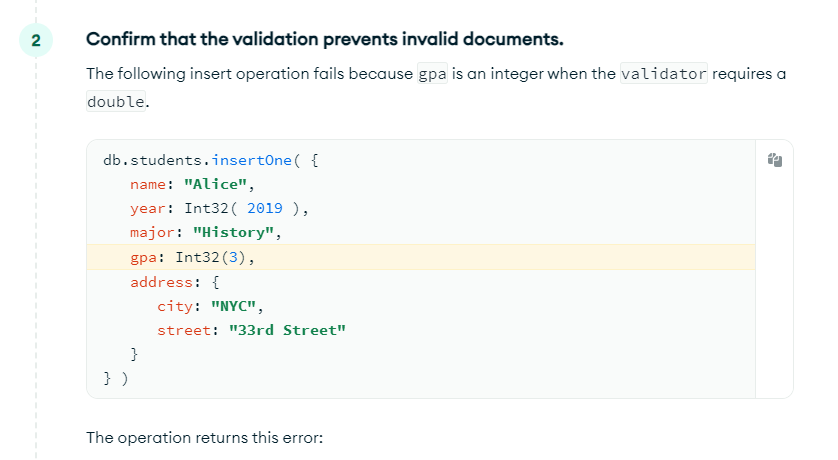 2
Confirm that the validation prevents invalid documents.
The following insert operation fails because gpa is an integer when the validator requires a
double.
db.students.insertOne( {
   name: "Alice",
   year: Int32( 2019 ),
   major: "History",
   gpa: Int32(3),
   address: {
      city: "NYC",
      street: "33rd Street"
   }
} )
The operation returns this error: